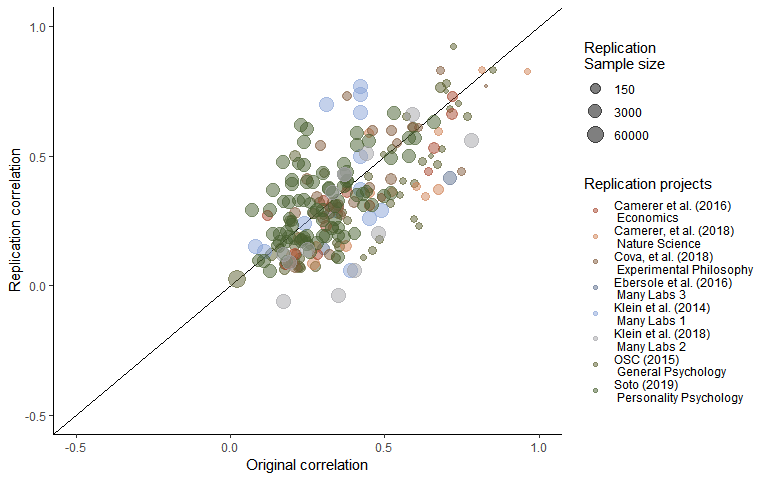 1.0
0.5
0.0
-0.5
Replication correlation
-0.5
0.0
0.5
1.0
Original correlation
Replication
Sample size
150
3000
60000
Replication projects
Camerer et al. (2016)
Economics
Camerer, et al. (2018)
Nature Science
Cova, et al. (2018)
Experimental Philosophy
Ebersole et al. (2016)
Many Labs 3
Klein et al. (2014)
Many Labs 1
Klein et al. (2018)
Many Labs 2
OSC (2015)
General Psychology
Soto (2019)
Personality Psychology